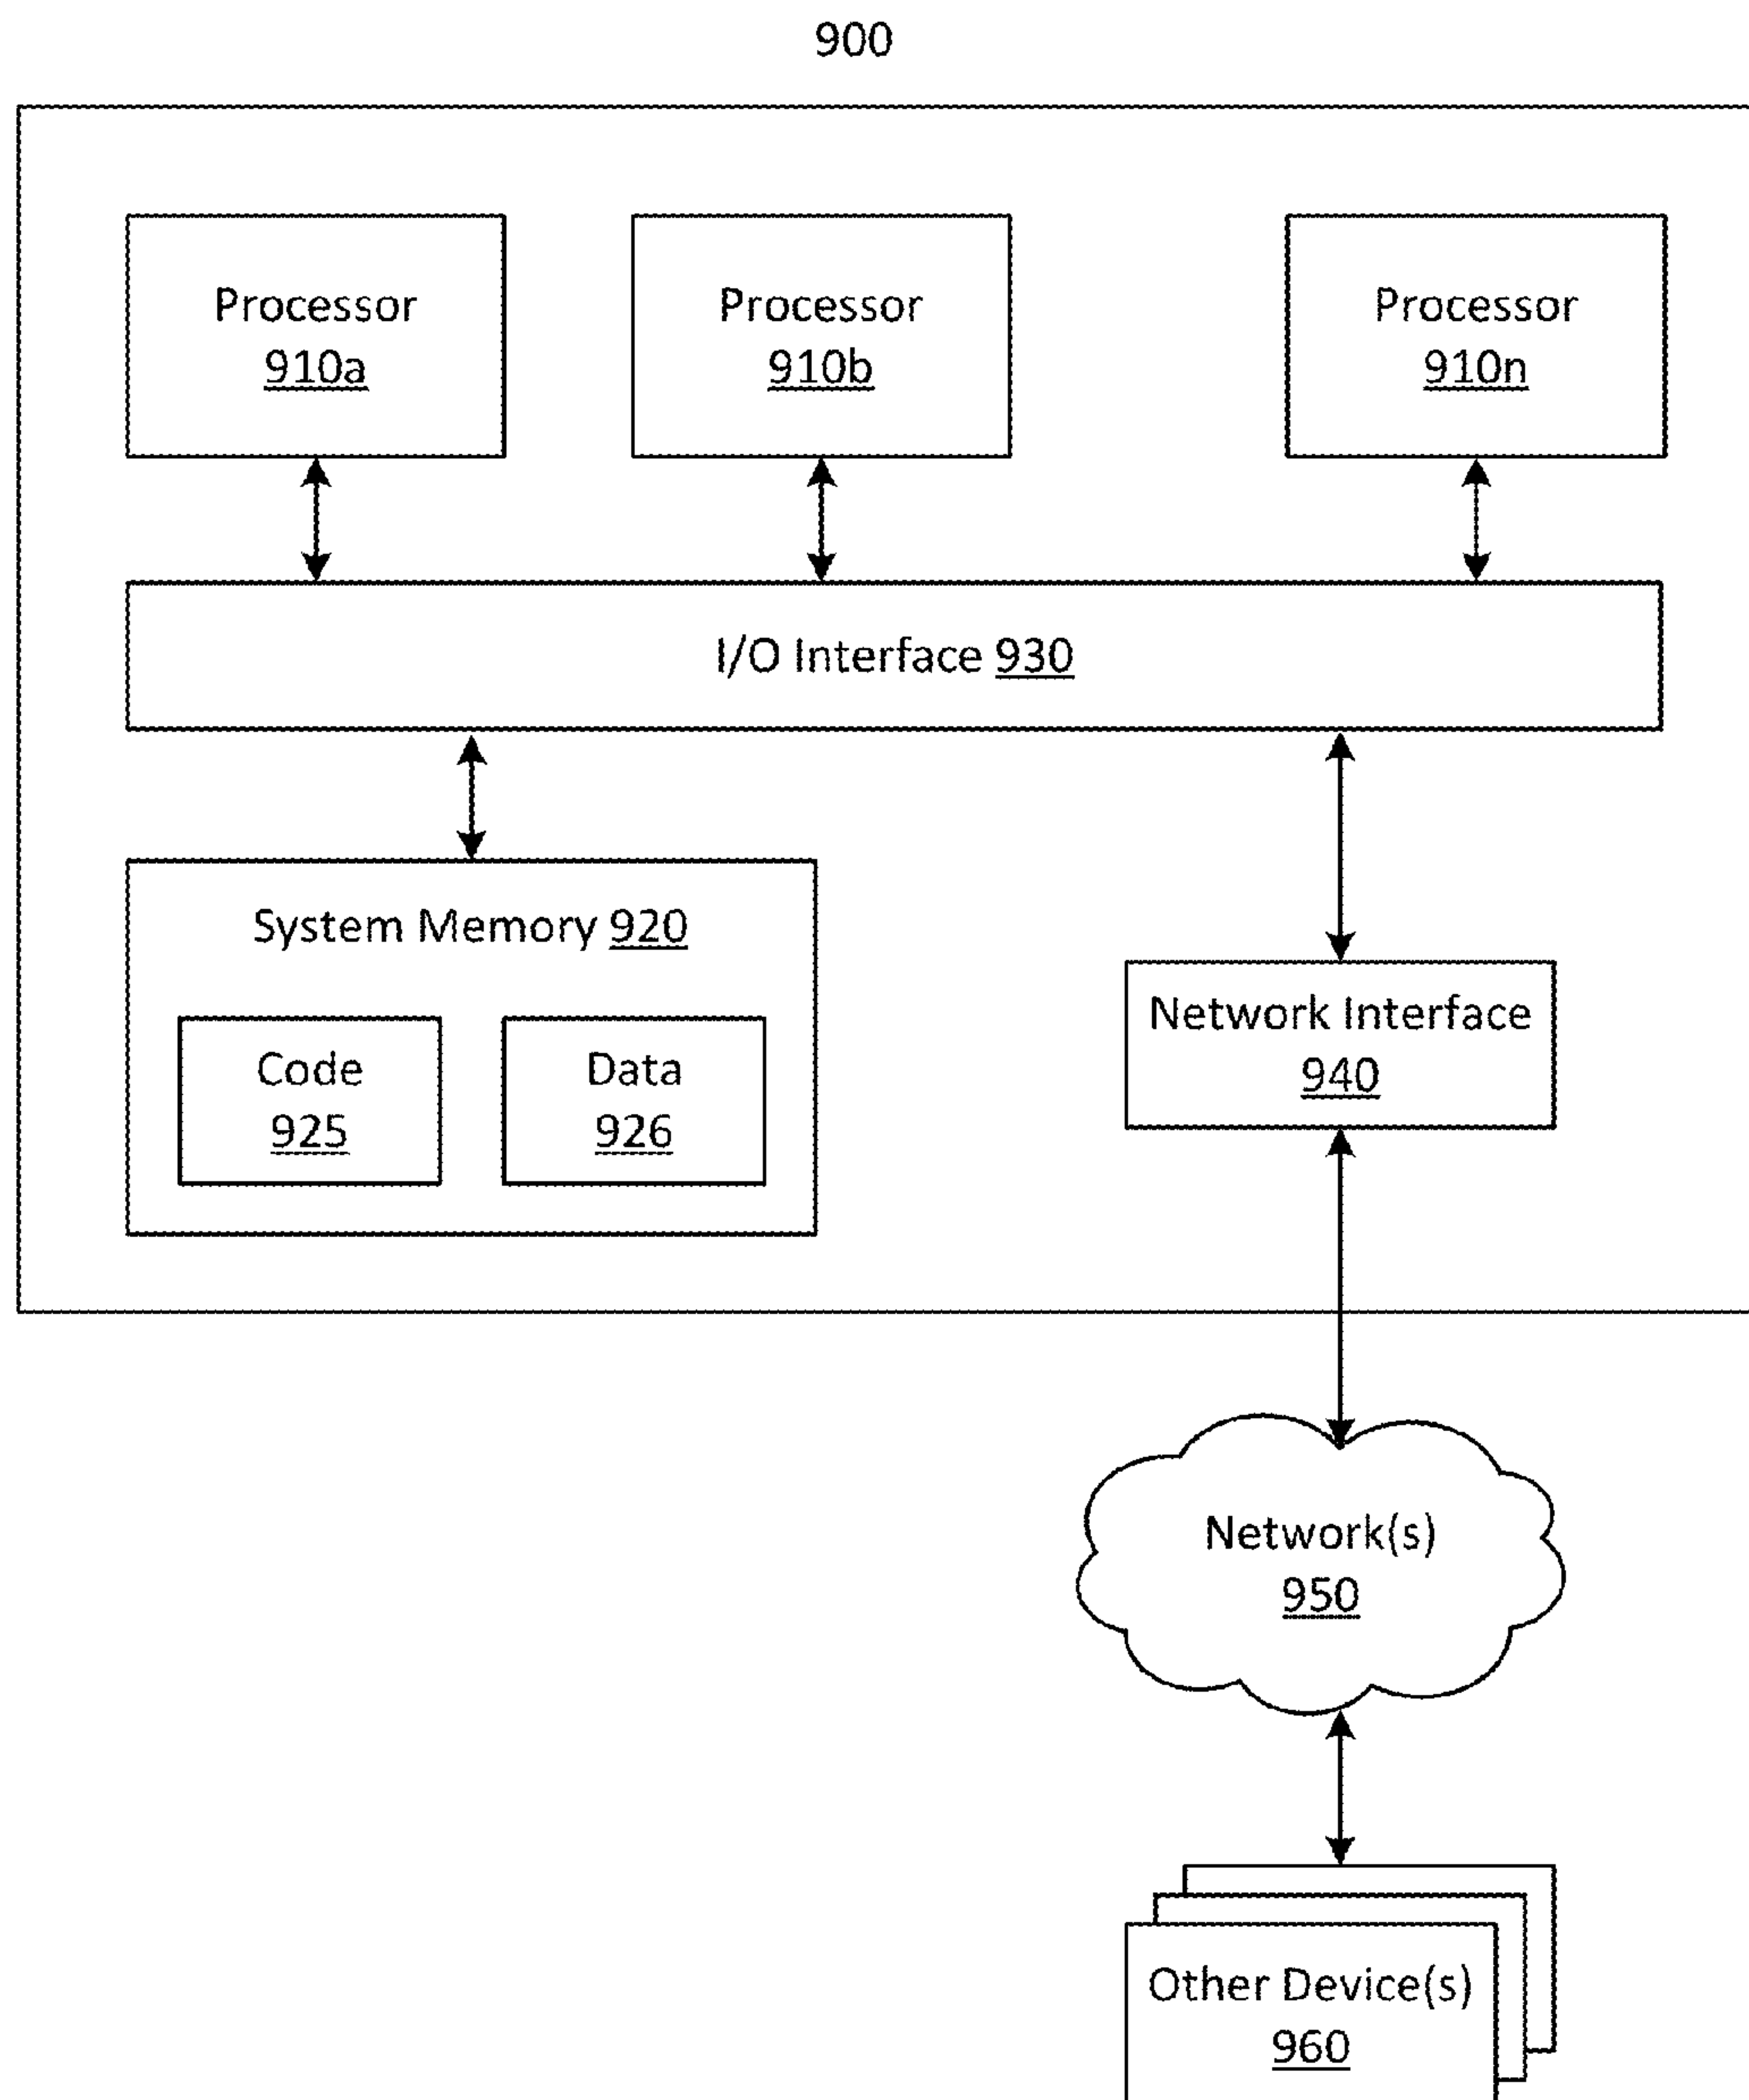 900
Processor
910a
Processor
910b
Processor
910n
I/O Interface 930
System Memory 920
Code
925
Data
926
Network Interface
940
Network(s)
950
Other Device(s)
960